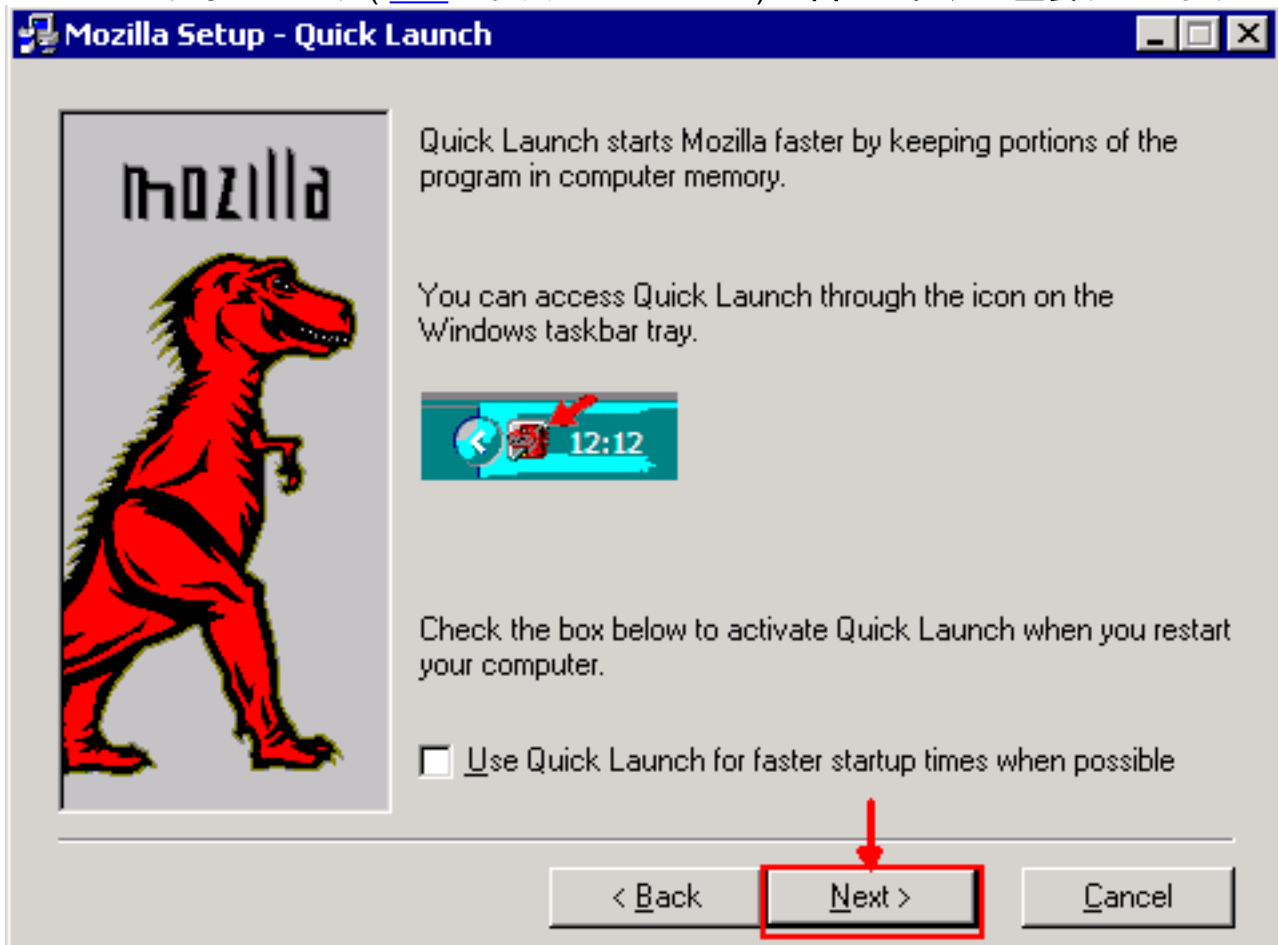 Mozilla Setup - Quick Launch
mozilla
Quick Launch starts Mozilla faster by keeping portions of the
program in computer memory.
You can access Quick Launch through the icon on the
Windows taskbar tray.
12:12
Check the box below to activate Quick Launch when you restart
your computer.
Use Quick Launch for faster startup times when possible
< Back
Next >
Cancel